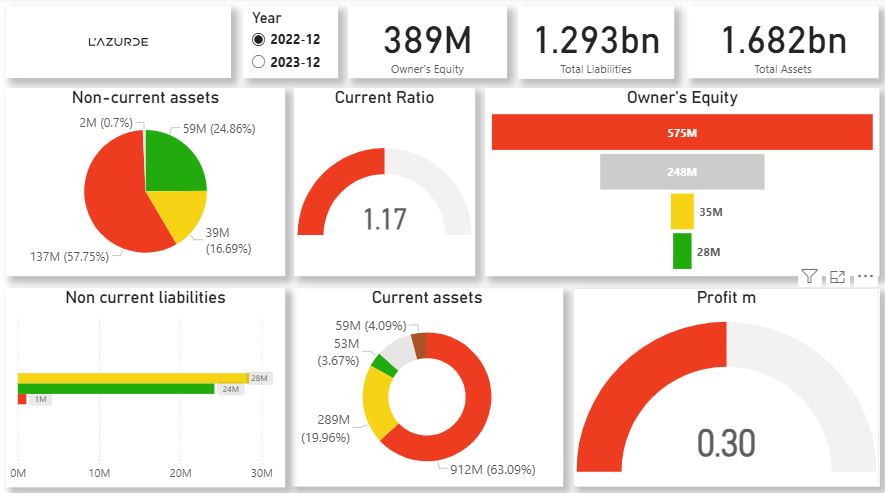 L'AZURDE
Year
2022-12
2023-12
389M
Owner's Equity
1.293bn
Total Liabilities
1.682bn
Total Assets
Non-current assets
2M (0.7%)
59M (24.86%)
39M
(16.69%)
137M (57.75%)
Current Ratio
1.17
Owner's Equity
575M
248M
35M
28M
Non current liabilities
28M
24M
1M
0M
10M
20M
30M
Current assets
59M (4.09%)
53M
(3.67%)
289M
(19.96%)
912M (63.09%)
Profit m
0.30